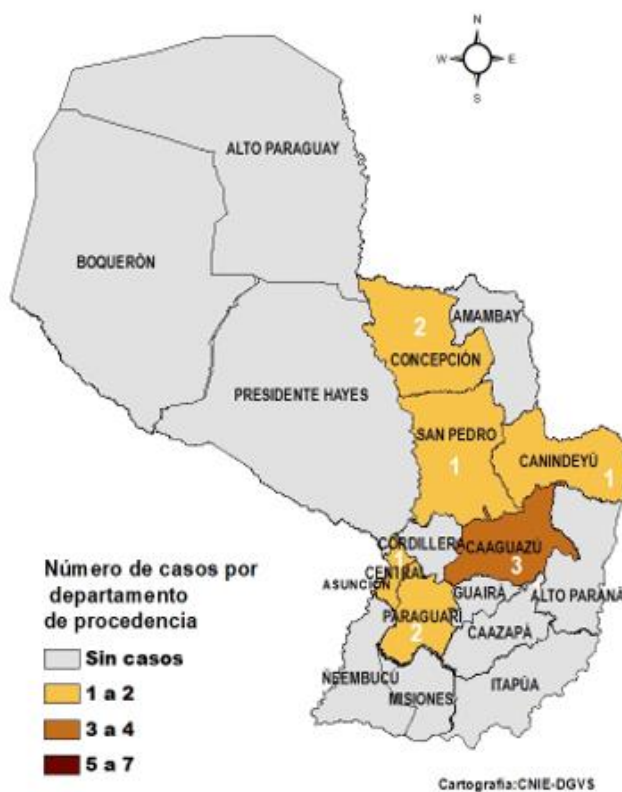 N
W E
S
ALTO PARAGUAY
BOQUERÒN
AMAMBAY
2
CONCEPCIÓN
PRESIDENTE HAYES
SAN PEDRO
CANINDEYÚ
1
1
CORDILLERA
CAAGUAZÚ
3
1
CENTRAL
ASUNCIÓN
GUAIRÁ
ALTO PARANÁ
PARAGUARÍ
2
CAAZAPÁ
ÑEEMBUCÚ
MISIONES
ITAPÚA
Número de casos por
departamento
de procedencia
Sin casos
1 a 2
3 a 4
5 a 7
Cartografia:CNIE-DGVS